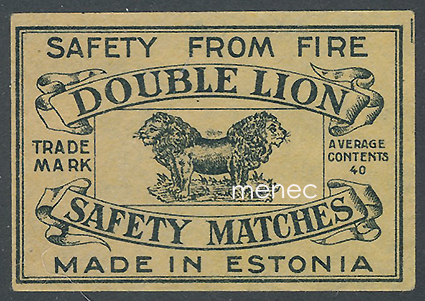 SAFETY FROM FIRE
DOUBLE LION
TRADE
MARK
AVERAGE
CONTENTS
40
menec
SAFETY MATCHES
MADE IN ESTONIA